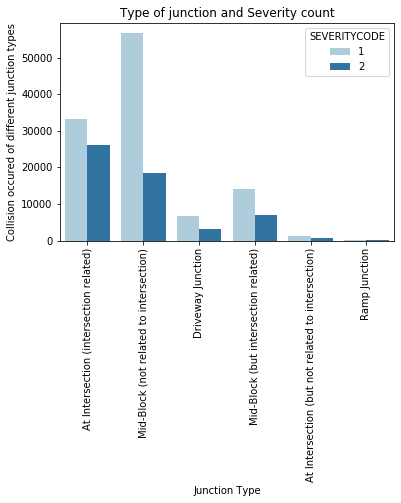 Type of junction and Severity count
SEVERITYCODE
1
2
Collision occured of different junction types
50000
40000
30000
20000
10000
0
At Intersection (intersection related)
Mid-Block (not related to intersection)
Driveway Junction
Mid-Block (but intersection related)
At Intersection (but not related to intersection)
Ramp Junction
Junction Type